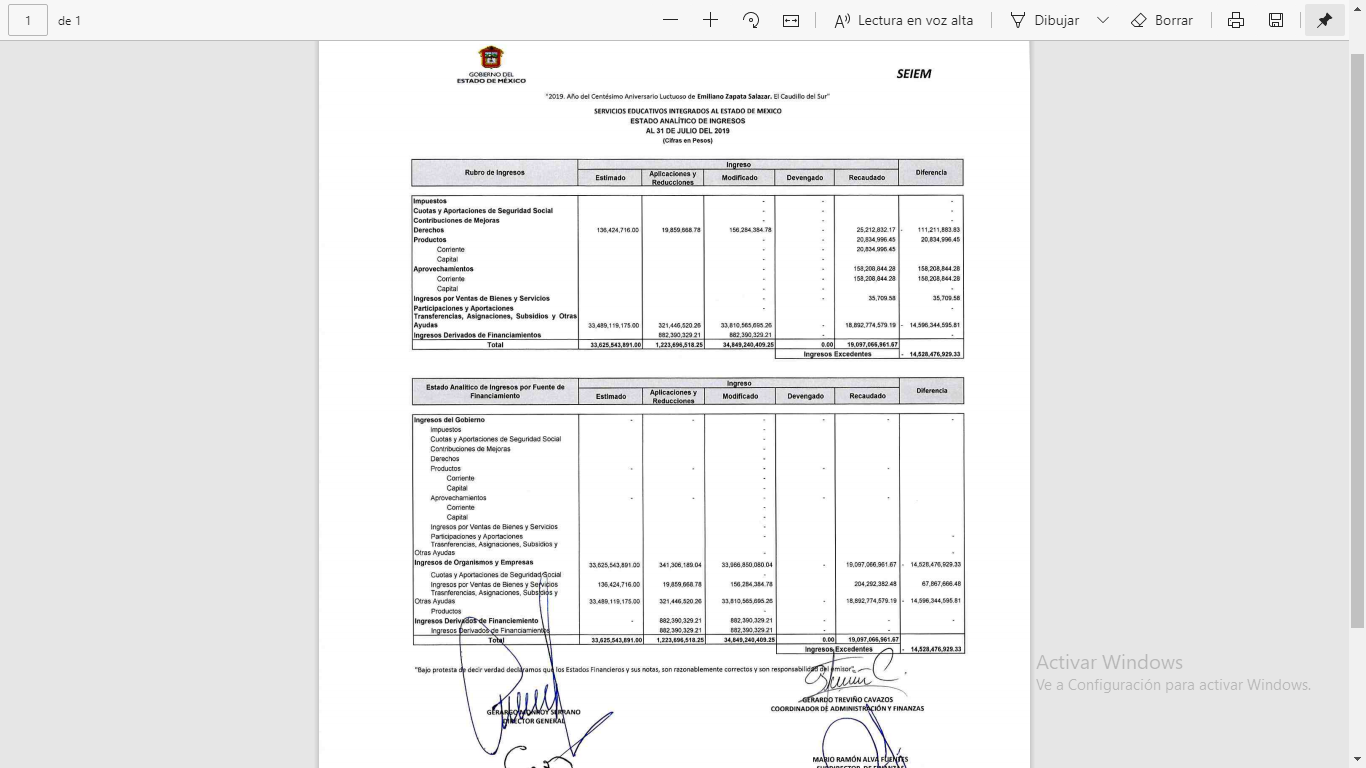 1 de 1 Lectura en voz alta Dibujar Borrar
GOBIERNO DEL
ESTADO DE MÉXICO
SEIEM
"2019. Año del Centésimo Aniversario Luctuoso de Emiliano Zapata Salazar. El Caudillo del Sur"
SERVICIOS EDUCATIVOS INTEGRADOS AL ESTADO DE MEXICO
ESTADO ANALÍTICO DE INGRESOS
AL 31 DE JULIO DEL 2019
(Cifras en Pesos)
Rubro de Ingresos Ingreso Diferencia
Estimado Aplicaciones y Reducciones Modificado Devengado Recaudado
Impuestos - - -
Cuotas y Aportaciones de Seguridad Social - - -
Contribuciones de Mejoras - - -
Derechos 136,424,716.00 19,859,668.78 156,284,384.78 - 25,212,832.17 - 111,211,883.83
Productos - - 20,834,996.45 20,834,996.45
Corriente - - 20,834,996.45
Capital - -
Aprovechamientos - - 158,208,844.28 158,208,844.28
Corriente - - 158,208,844.28 158,208,844.28
Capital - - -
Ingresos por Ventas de Bienes y Servicios - - 35,709.58 35,709.58
Participaciones y Aportaciones - -
Transferencias, Asignaciones, Subsidios y Otras
Ayudas 33,489,119,175.00 321,446,520.26 33,810,565,695.26 - 18,892,774,579.19 - 14,596,344,595.81
Ingresos Derivados de Financiamientos 882,390,329.21 882,390,329.21 - -
Total 33,625,543,891.00 1,223,696,518.25 34,849,240,409.25 0.00 19,097,066,961.67
Ingresos Excedentes - 14,528,476,929.33
Estado Analítico de Ingresos por Fuente de Financiamiento Ingreso Diferencia
Estimado Aplicaciones y Reducciones Modificado Devengado Recaudado
Ingresos del Gobierno - - - - - -
Impuestos -
Cuotas y Aportaciones de Seguridad Social -
Contribuciones de Mejoras -
Derechos -
Productos - - - - -
Corriente -
Capital -
Aprovechamientos - - - - -
Corriente -
Capital -
Ingresos por Ventas de Bienes y Servicios -
Participaciones y Aportaciones - -
Trasnferencias, Asignaciones, Subsidios y
Otras Ayudas - -
Ingresos de Organismos y Empresas 33,625,543,891.00 341,306,189.04 33,966,850,080.04 - 19,097,066,961.67 - 14,528,476,929.33
Cuotas y Aportaciones de Seguridad Social -
Ingresos por Ventas de Bienes y Servicios 136,424,716.00 19,859,668.78 156,284,384.78 - 204,292,382.48 67,867,666.48
Trasnferencias, Asignaciones, Subsidios y
Otras Ayudas 33,489,119,175.00 321,446,520.26 33,810,565,695.26 - 18,892,774,579.19 - 14,596,344,595.81
Productos -
Ingresos Derivados de Financiemiento - 882,390,329.21 882,390,329.21 - - -
Ingresos Derivados de Financiamientos 882,390,329.21 882,390,329.21 - -
Total 33,625,543,891.00 1,223,696,518.25 34,849,240,409.25 0.00 19,097,066,961.67
Ingresos Excedentes - 14,528,476,929.33
"Bajo protesta de decir verdad declaramos que los Estados Financieros y sus notas, son razonablemente correctos y son responsabilidad del emisor".
GERARDO MONROY SERRANO
DIRECTOR GENERAL
GERARDO TREVIÑO CAVAZOS
COORDINADOR DE ADMINISTRACIÓN Y FINANZAS
MARIO RAMÓN ALVA FUENTES
SUBDIRECTOR DE FINANZAS
Activar Windows
Ve a Configuración para activar Windows.